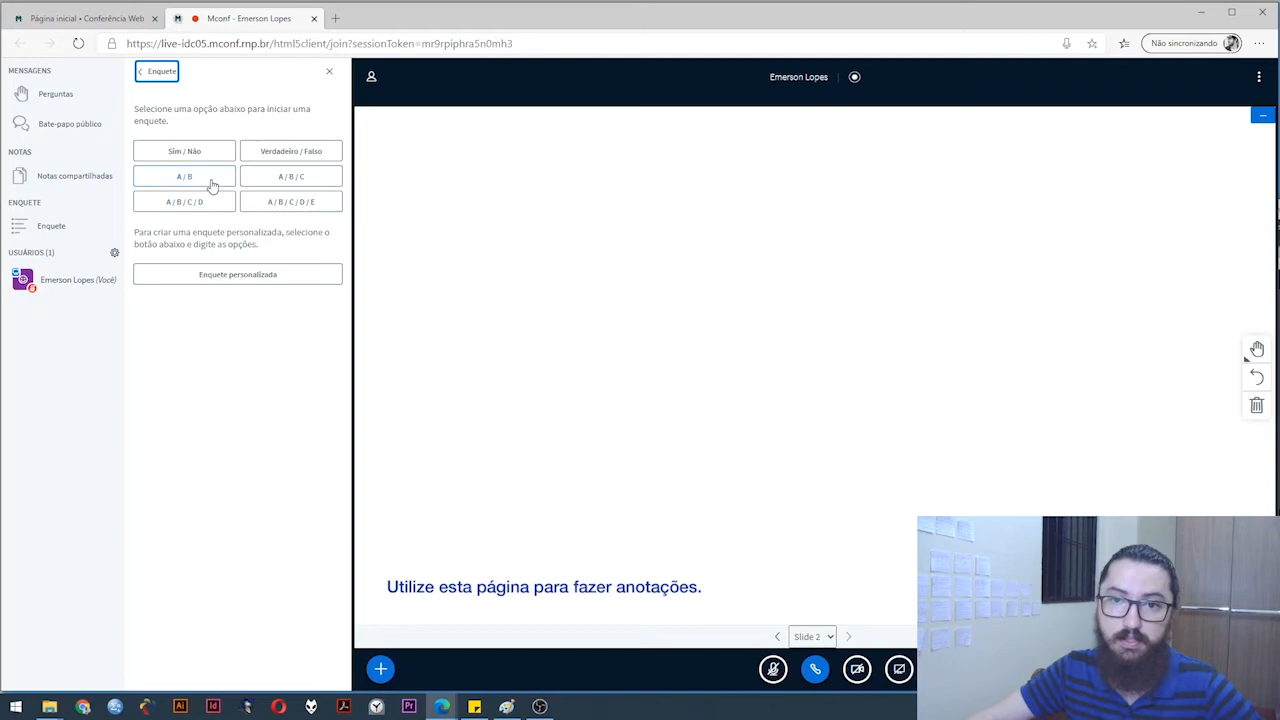 Página inicial • Conferência Web
Mconf - Emerson Lopes
https://live-idc05.mconf.rnp.br/html5client/join?sessionToken=mr9rpiphra5n0mh3
Não sincronizando
MENSAGENS
Perguntas
Bate-papo público
NOTAS
Notas compartilhadas
ENQUETE
Enquete
USUÁRIOS (1)
Emerson Lopes (Você)
Enquete
Selecione uma opção abaixo para iniciar uma
enquete.
Sim / Não
Verdadeiro / Falso
A / B
A / B / C
A / B / C / D
A / B / C / D / E
Para criar uma enquete personalizada, selecione o
botão abaixo e digite as opções.
Enquete personalizada
Emerson Lopes
Utilize esta página para fazer anotações.
Slide 2
Ai
Id
Pr